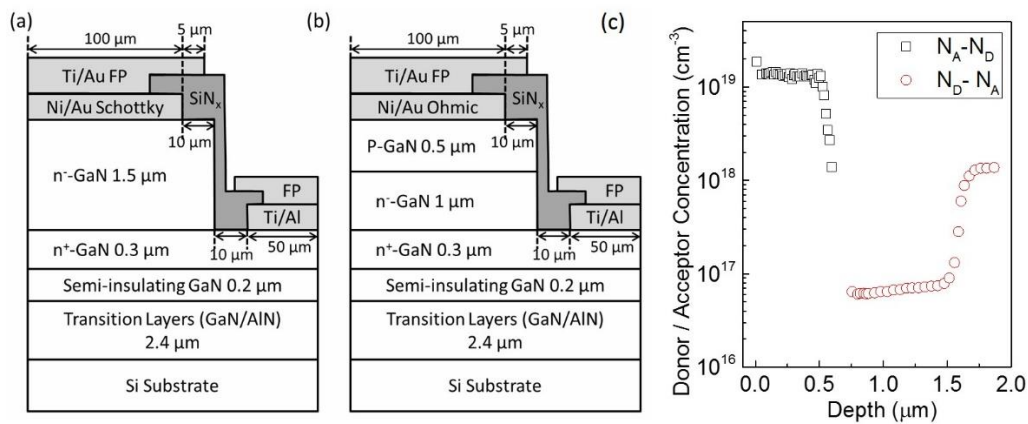 (a)
5 μm
100 μm
Ti/Au FP
SiNₓ
Ni/Au Schottky
10 μm
n⁻-GaN 1.5 μm
FP
Ti/Al
n⁺-GaN 0.3 μm
10 μm
50 μm
Semi-insulating GaN 0.2 μm
Transition Layers (GaN/AlN)
2.4 μm
Si Substrate
(b)
5 μm
100 μm
Ti/Au FP
SiNₓ
Ni/Au Ohmic
10 μm
P-GaN 0.5 μm
n⁻-GaN 1 μm
FP
Ti/Al
n⁺-GaN 0.3 μm
10 μm
50 μm
Semi-insulating GaN 0.2 μm
Transition Layers (GaN/AlN)
2.4 μm
Si Substrate
(c)
Donor / Acceptor Concentration (cm⁻³)
10¹⁹
10¹⁸
10¹⁷
10¹⁶
N_A-N_D
N_D- N_A
0.0 0.5 1.0 1.5 2.0
Depth (μm)